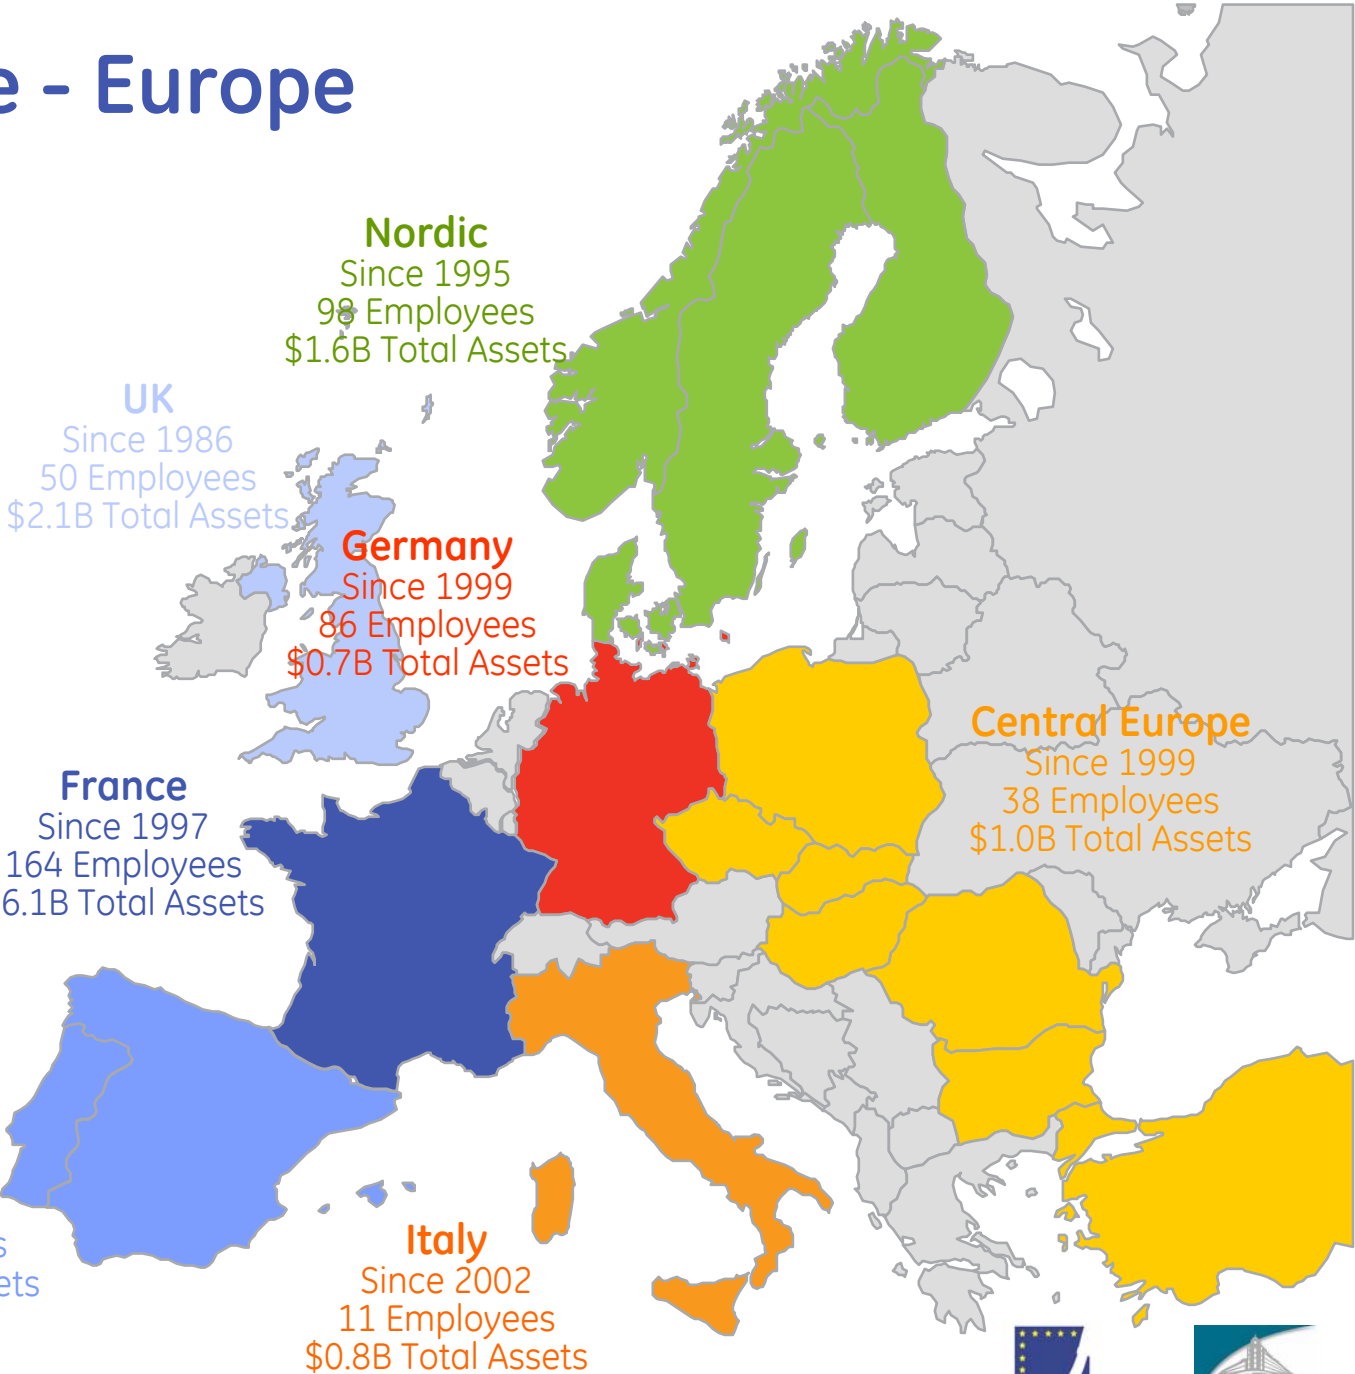 - Europe
Nordic
Since 1995
98 Employees
$1.6B Total Assets
UK
Since 1986
50 Employees
$2.1B Total Assets
Germany
Since 1999
86 Employees
$0.7B Total Assets
Central Europe
Since 1999
38 Employees
$1.0B Total Assets
France
Since 1997
164 Employees
6.1B Total Assets
Italy
Since 2002
11 Employees
$0.8B Total Assets